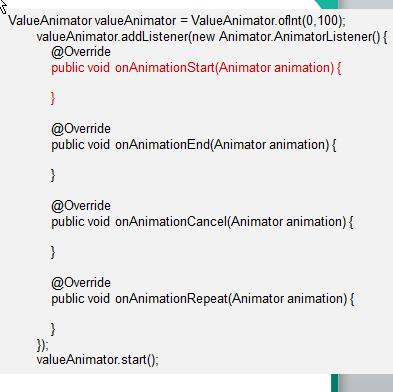 ValueAnimator valueAnimator = ValueAnimator.ofInt(0,100);
valueAnimator.addListener(new Animator.AnimatorListener() {
@Override
public void onAnimationStart(Animator animation) {
}
@Override
public void onAnimationEnd(Animator animation) {
}
@Override
public void onAnimationCancel(Animator animation) {
}
@Override
public void onAnimationRepeat(Animator animation) {
}
});
valueAnimator.start();